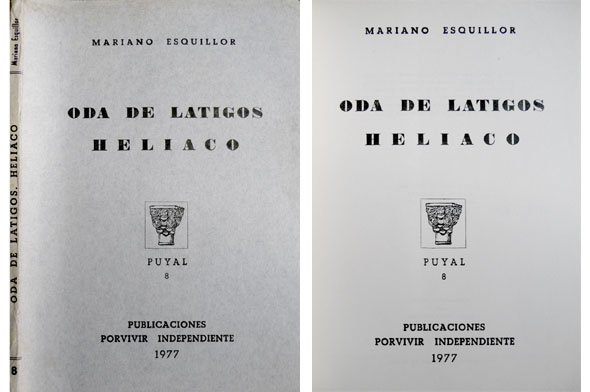 Mariano Esquillor
ODA DE LATIGOS. HELIACO
8
MARIANO ESQUILLOR
ODA DE LATIGOS
HELIACO
PUYAL
8
PUBLICACIONES
PORVIVIR INDEPENDIENTE
1977
MARIANO ESQUILLOR
ODA DE LATIGOS
HELIACO
PUYAL
8
PUBLICACIONES
PORVIVIR INDEPENDIENTE
1977